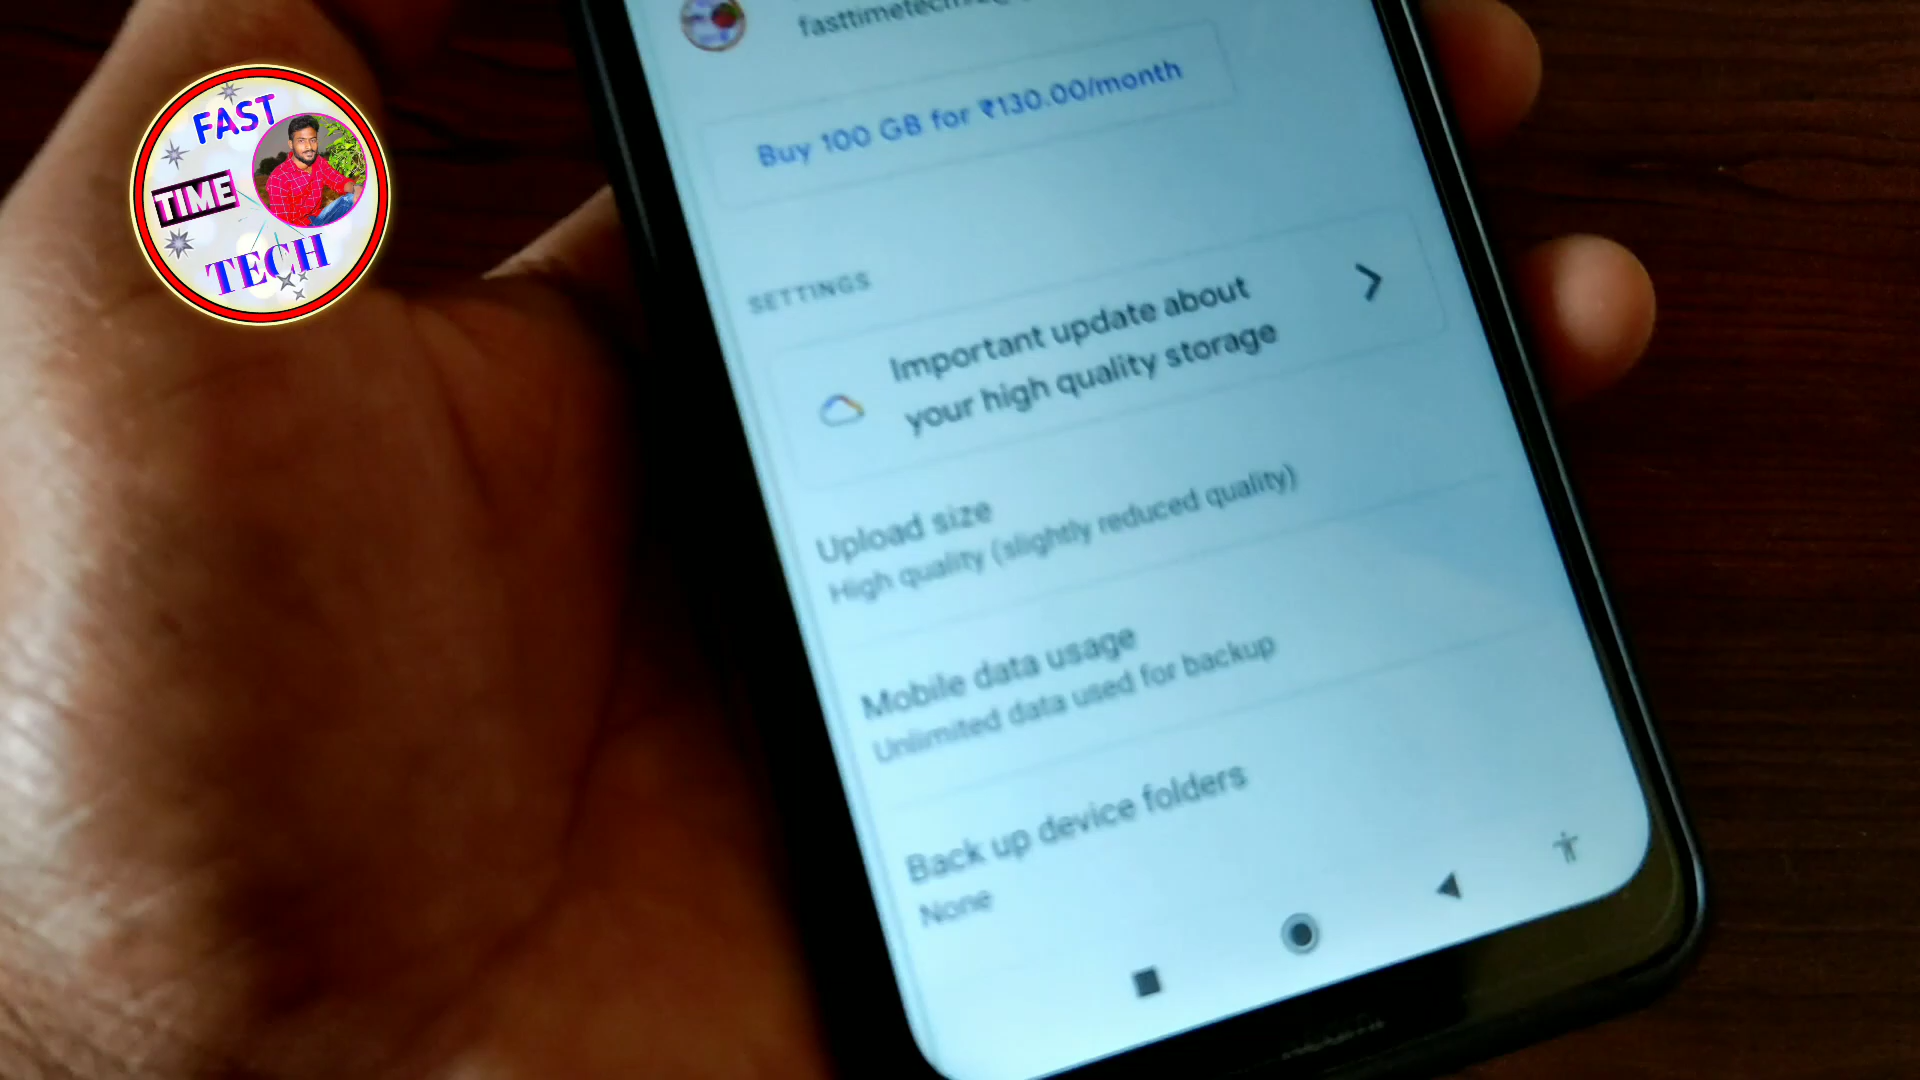 FAST
TIME
TECH
Buy 100 GB for ₹130.00/month
SETTINGS
Important update about
your high quality storage
Upload size
High quality (slightly reduced quality)
Mobile data usage
Unlimited data used for backup
Back up device folders
None